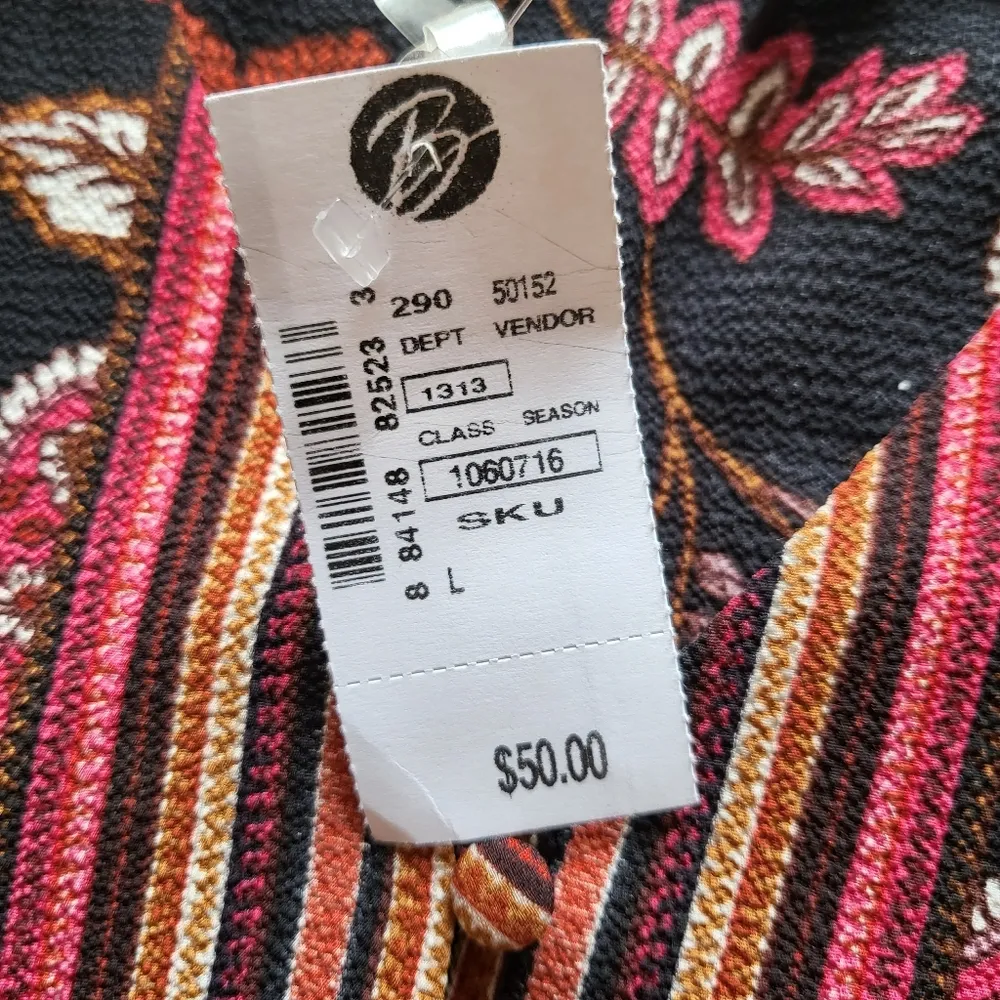 B
290 50152
DEPT VENDOR
1313
CLASS SEASON
1060716
SKU
L
8 84148 82523 3
$50.00